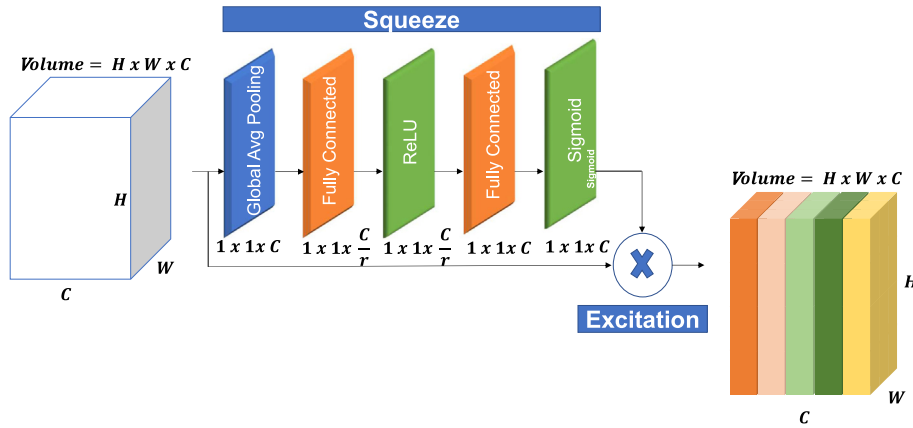 Squeeze
Volume = H x W x C
H
W
C
Global Avg Pooling
Fully Connected
ReLU
Fully Connected
Sigmoid
Sigmoid
1 x 1x C
1 x 1x C/r
1 x 1x C/r
1 x 1x C
1 x 1x C
X
Excitation
Volume = H x W x C
H
W
C